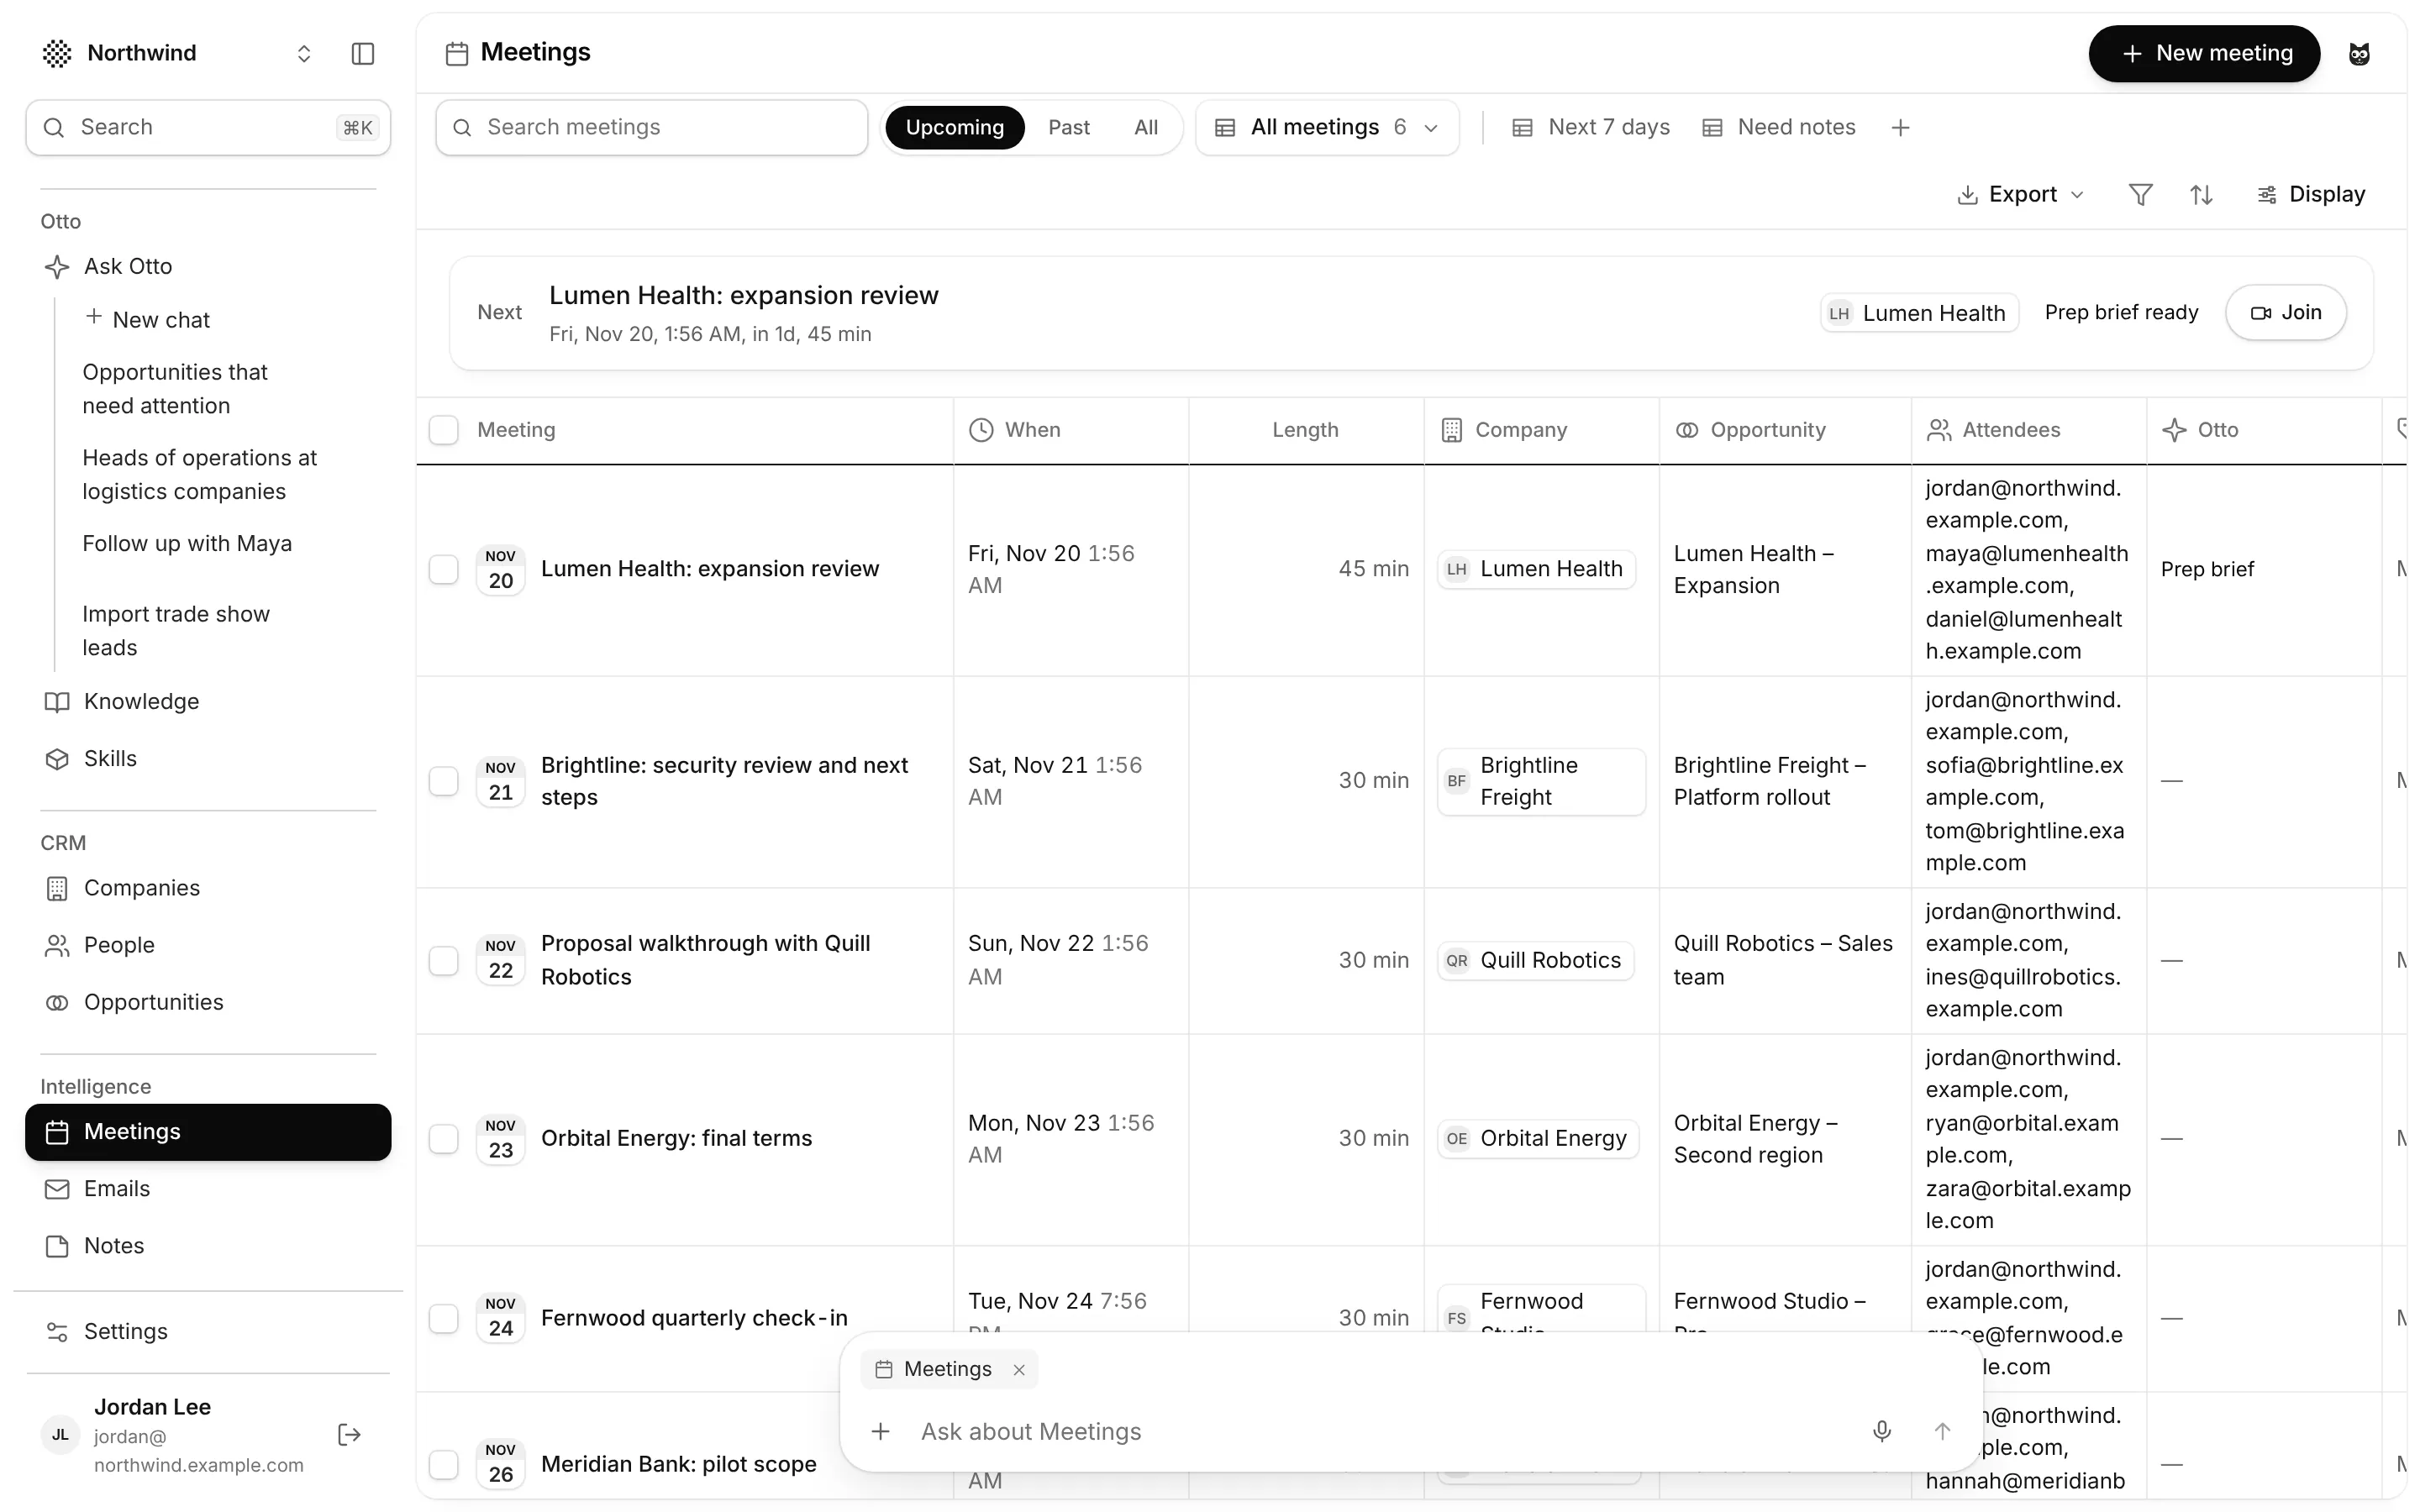 Northwind
Search ⌘K
Otto
Ask Otto
New chat
Opportunities that
need attention
Heads of operations at
logistics companies
Follow up with Maya
Import trade show
leads
Knowledge
Skills
CRM
Companies
People
Opportunities
Intelligence
Meetings
Emails
Notes
Settings
JL
Jordan Lee
jordan@
northwind.example.com
Meetings
New meeting
Search meetings
Upcoming Past All
All meetings 6
Next 7 days
Need notes
Export
Display
Next
Lumen Health: expansion review
Fri, Nov 20, 1:56 AM, in 1d, 45 min
LH Lumen Health
Prep brief ready
Join
Meeting When Length Company Opportunity Attendees Otto
NOV
20
Lumen Health: expansion review
Fri, Nov 20 1:56
AM
45 min
LH Lumen Health
Lumen Health –
Expansion
jordan@northwind.
example.com,
maya@lumenhealth
.example.com,
daniel@lumenhealt
h.example.com
Prep brief
NOV
21
Brightline: security review and next
steps
Sat, Nov 21 1:56
AM
30 min
BF Brightline
Freight
Brightline Freight –
Platform rollout
jordan@northwind.
example.com,
sofia@brightline.ex
ample.com,
tom@brightline.exa
mple.com
—
NOV
22
Proposal walkthrough with Quill
Robotics
Sun, Nov 22 1:56
AM
30 min
QR Quill Robotics
Quill Robotics – Sales
team
jordan@northwind.
example.com,
ines@quillrobotics.
example.com
—
NOV
23
Orbital Energy: final terms
Mon, Nov 23 1:56
AM
30 min
OE Orbital Energy
Orbital Energy –
Second region
jordan@northwind.
example.com,
ryan@orbital.exam
ple.com,
zara@orbital.examp
le.com
—
NOV
24
Fernwood quarterly check-in
Tue, Nov 24 7:56
PM
30 min
FS Fernwood
Studio
Fernwood Studio –
jordan@northwind.
example.com,
grace@fernwood.e
le.com
—
NOV
26
Meridian Bank: pilot scope
AM
n@northwind.
ple.com,
hannah@meridianb
—
Meetings
Ask about Meetings